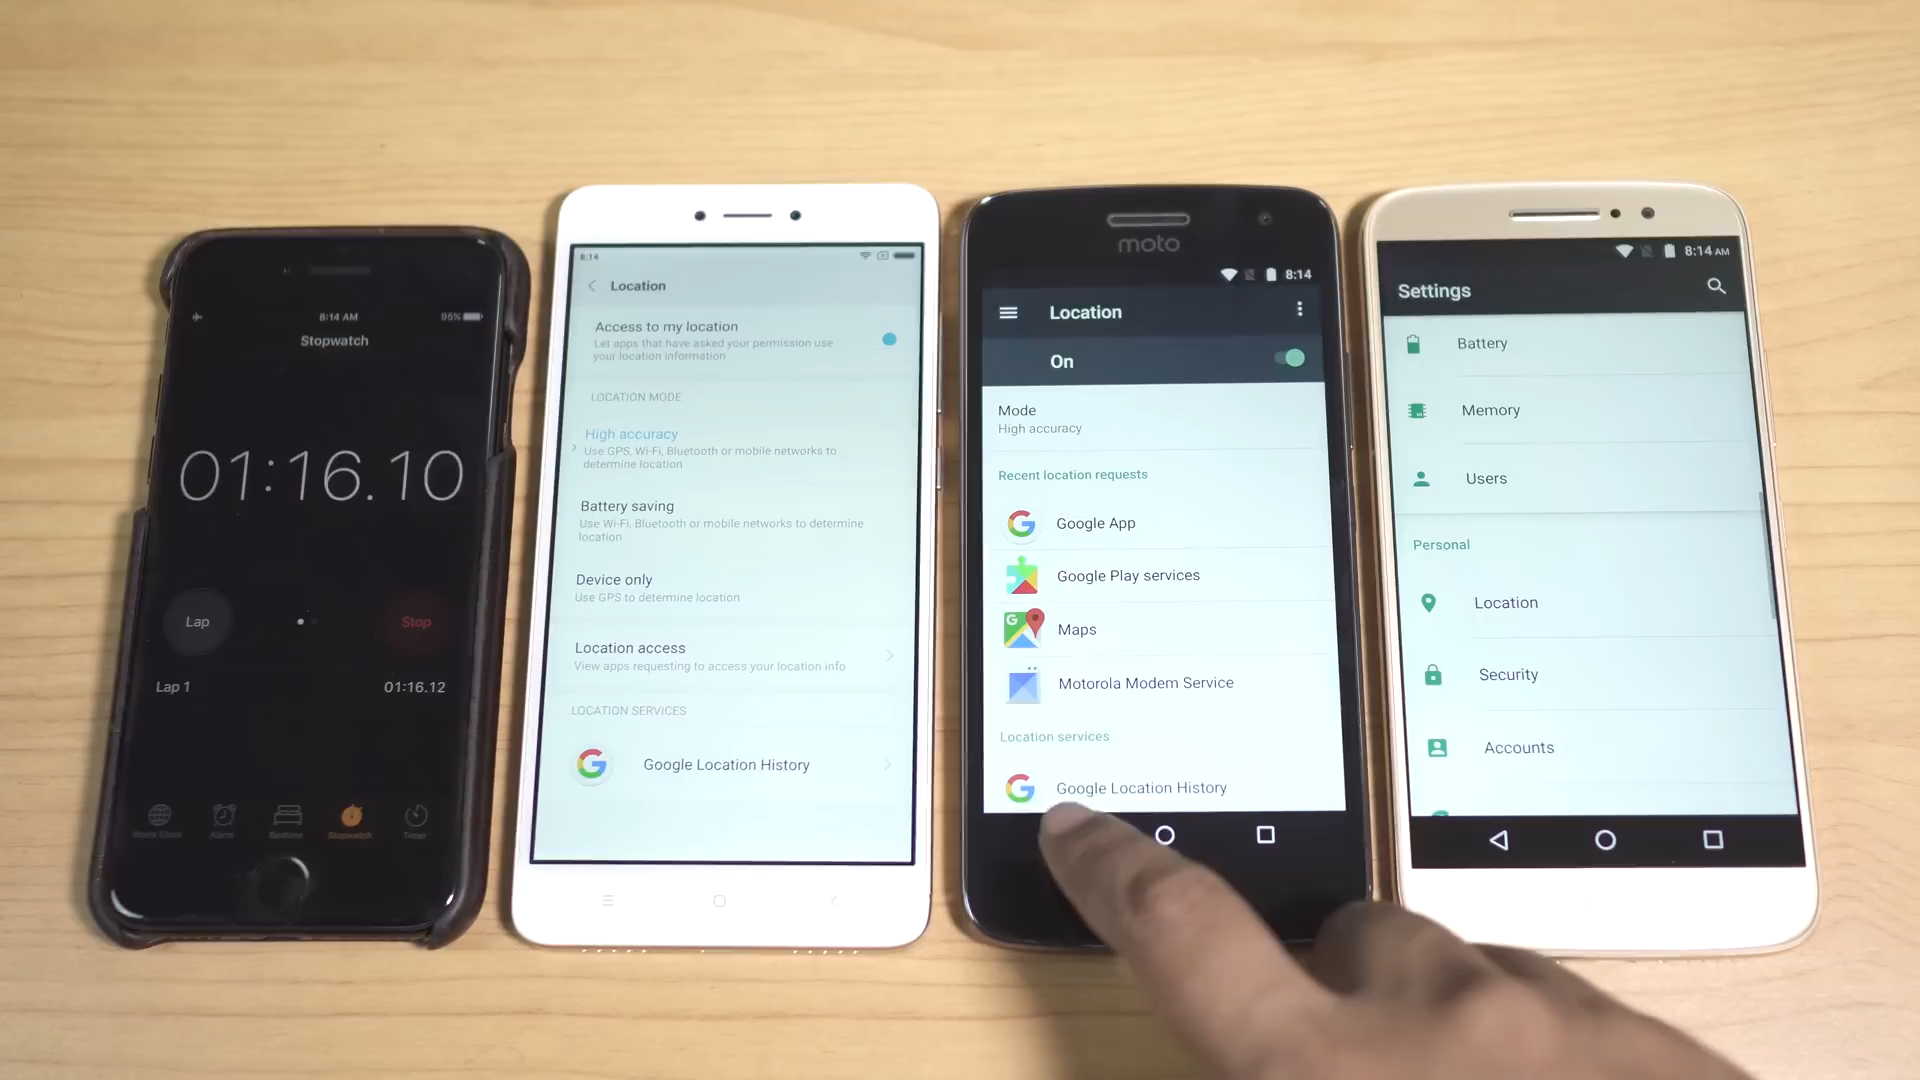 8:14 AM
95%
Stopwatch
01:16.10
Lap
Stop
Lap 1
01:16.12
World Clock
Alarm
Bedtime
Stopwatch
Timer
8:14
Location
Access to my location
Let apps that have asked your permission use
your location information
LOCATION MODE
High accuracy
Use GPS, Wi-Fi, Bluetooth or mobile networks to
determine location
Battery saving
Use Wi-Fi, Bluetooth or mobile networks to determine
location
Device only
Use GPS to determine location
Location access
View apps requesting to access your location info
LOCATION SERVICES
Google Location History
moto
8:14
Location
On
Mode
High accuracy
Recent location requests
Google App
Google Play services
Maps
Motorola Modem Service
Location services
Google Location History
8:14 AM
Settings
Battery
Memory
Users
Personal
Location
Security
Accounts